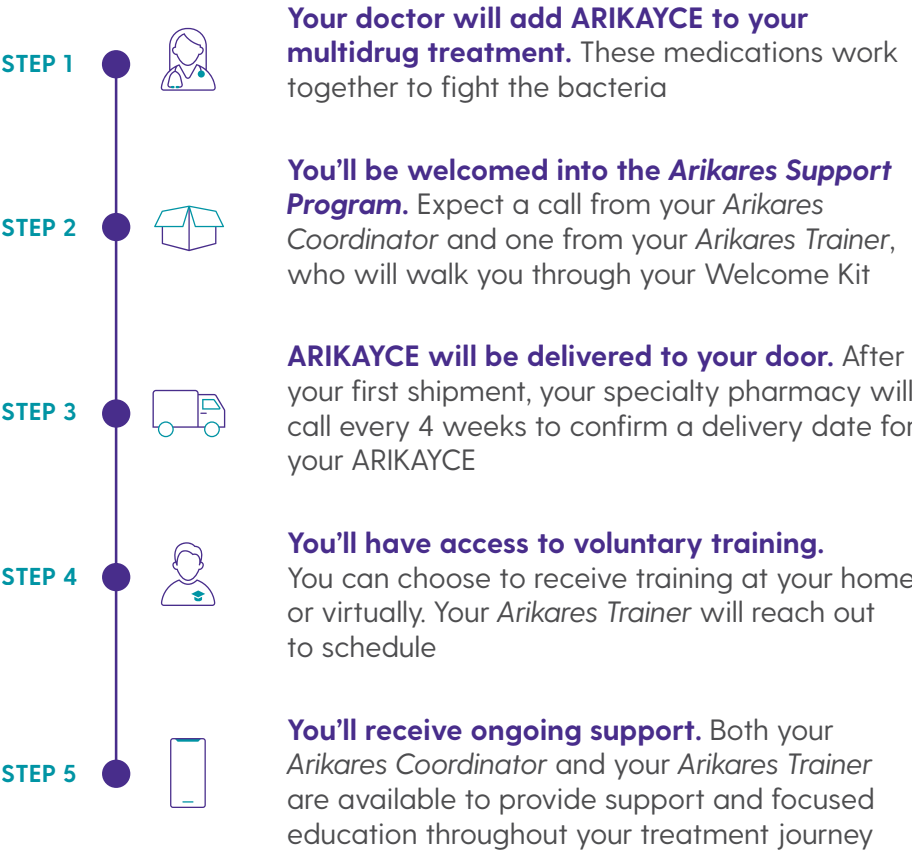 STEP 1
Your doctor will add ARIKAYCE to your
multidrug treatment. These medications work
together to fight the bacteria
STEP 2
You'll be welcomed into the Arikares Support
Program. Expect a call from your Arikares
Coordinator and one from your Arikares Trainer,
who will walk you through your Welcome Kit
STEP 3
ARIKAYCE will be delivered to your door. After
your first shipment, your specialty pharmacy will
call every 4 weeks to confirm a delivery date for
your ARIKAYCE
STEP 4
You'll have access to voluntary training.
You can choose to receive training at your home
or virtually. Your Arikares Trainer will reach out
to schedule
STEP 5
You'll receive ongoing support. Both your
Arikares Coordinator and your Arikares Trainer
are available to provide support and focused
education throughout your treatment journey